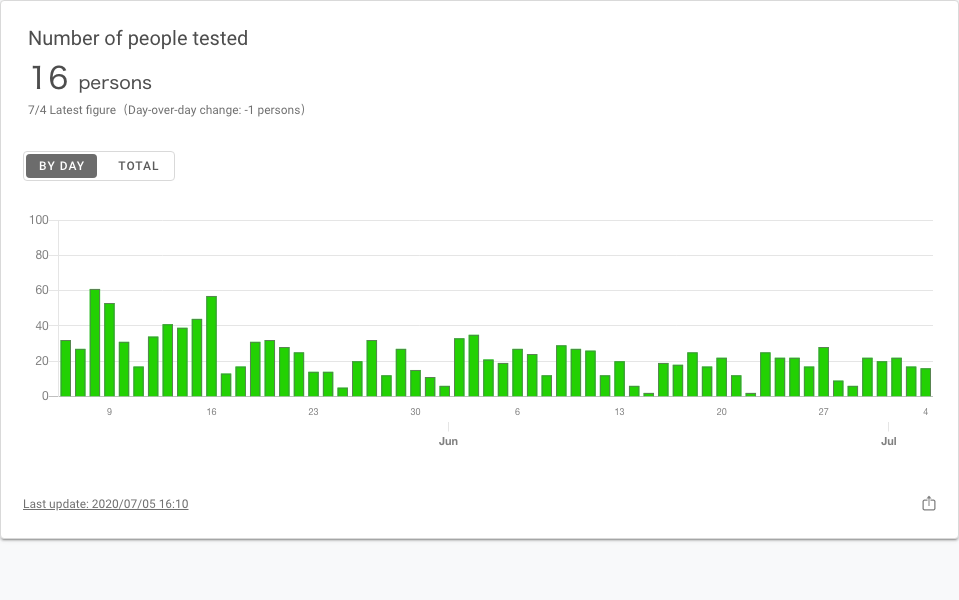 Number of people tested
16 persons
7/4 Latest figure（Day-over-day change: -1 persons）
BY DAY TOTAL
100
80
60
40
20
0
9 16 23 30 6 13 20 27 4
Jun Jul
Last update: 2020/07/05 16:10